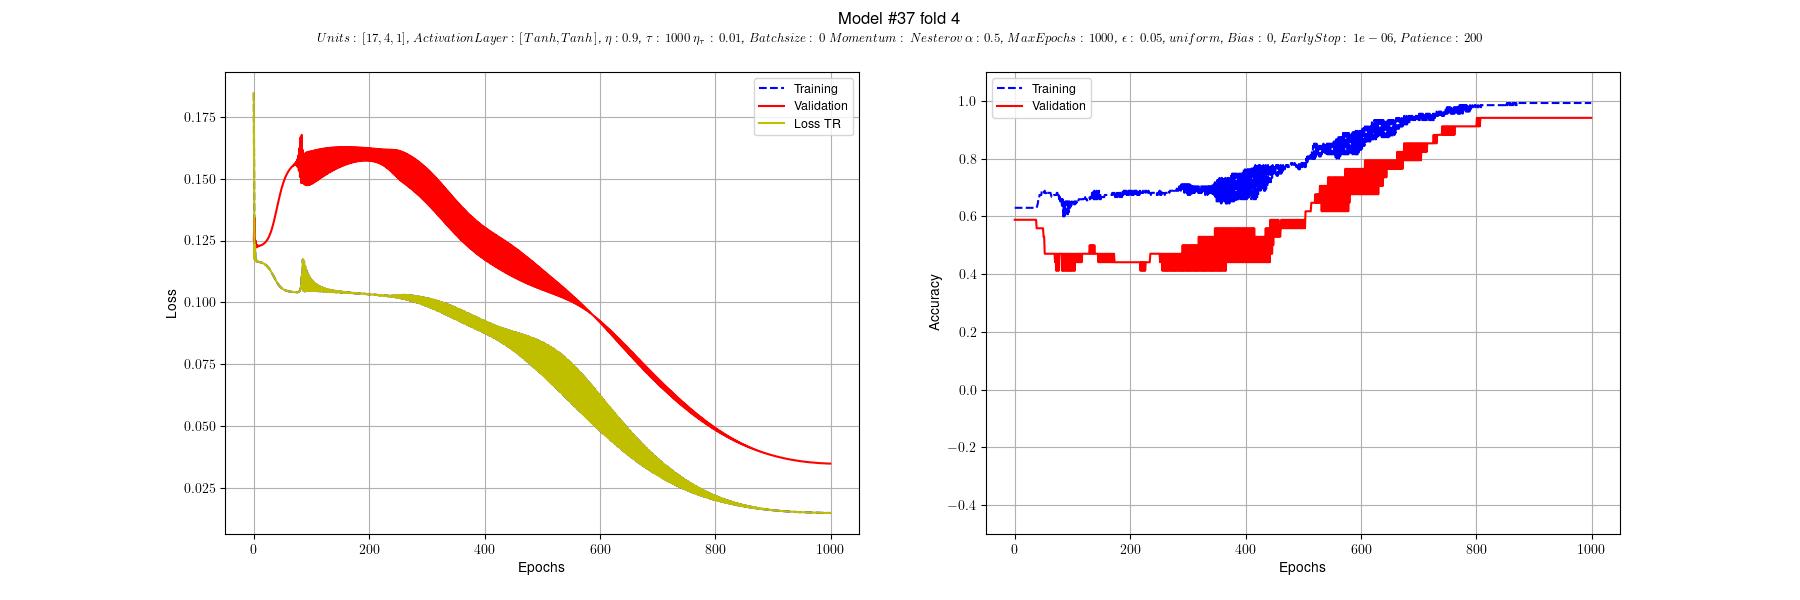 Model #37 fold 4
Units : [17, 4, 1], ActivationLayer : [Tanh, Tanh], η : 0.9, τ : 1000 ητ : 0.01, Batchsize : 0 Momentum : Nesterov α : 0.5, MaxEpochs : 1000, ϵ : 0.05, uniform, Bias : 0, EarlyStop : 1e − 06, Patience : 200
Training
Validation
Loss TR
0.175
0.150
0.125
0.100
0.075
0.050
0.025
Loss
0
200
400
600
800
1000
Epochs
Training
Validation
1.0
0.8
0.6
0.4
0.2
0.0
−0.2
−0.4
Accuracy
0
200
400
600
800
1000
Epochs